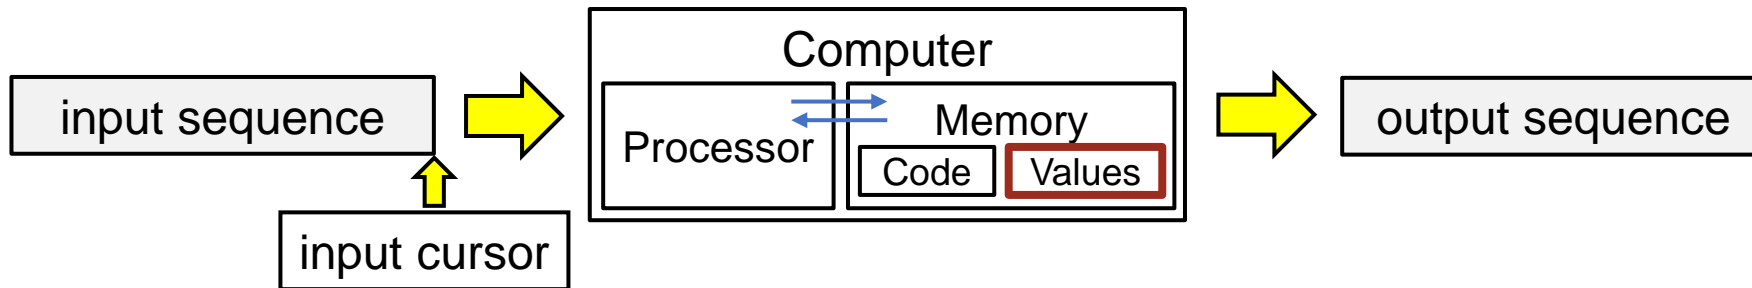 Computer
input sequence
Processor
Memory
Code
Values
output sequence
input cursor